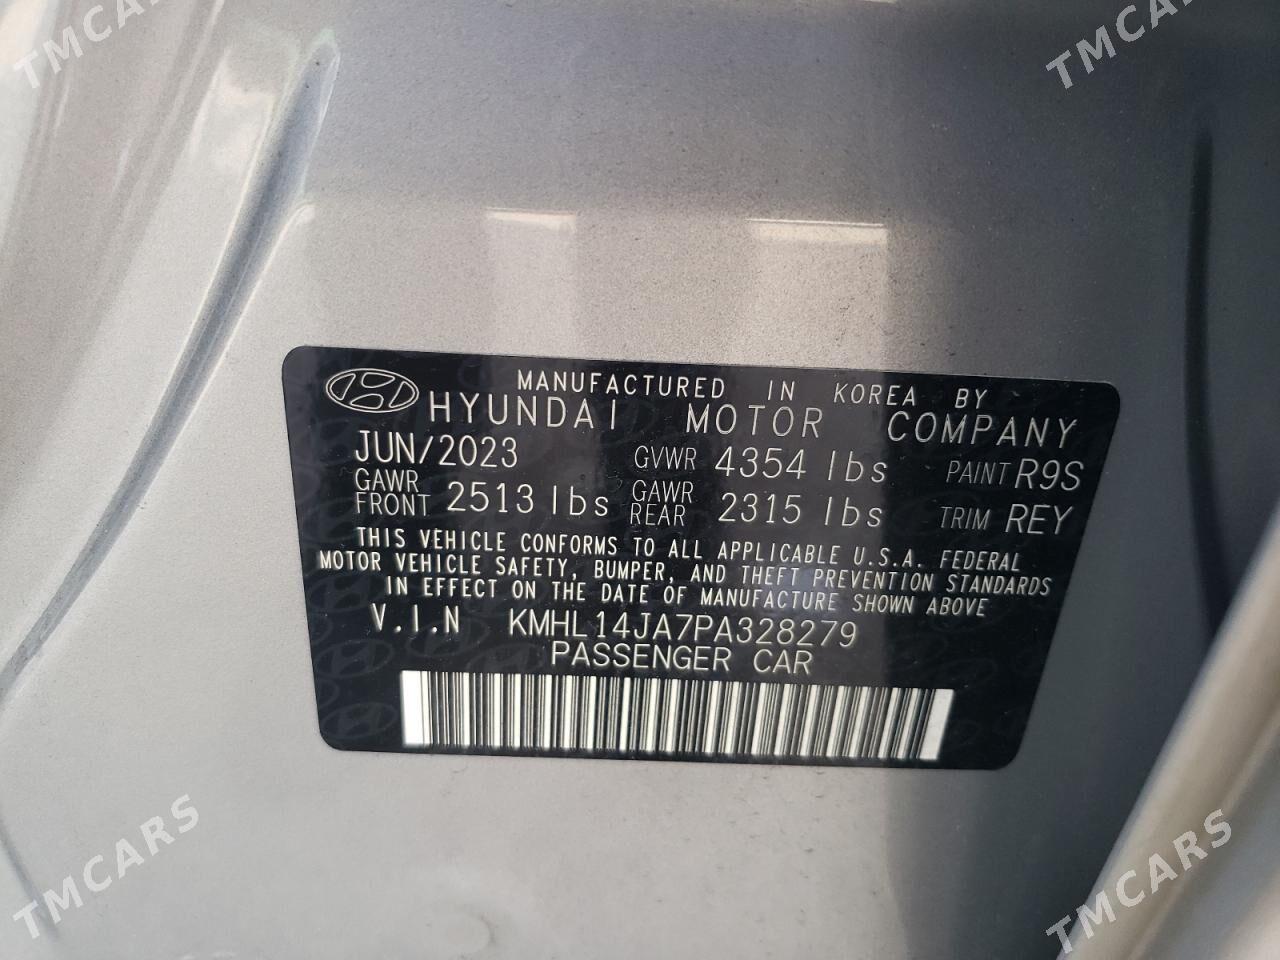 TMCARS
TMCARS
MANUFACTURED IN KOREA BY
HYUNDAI MOTOR COMPANY
JUN/2023 GVWR 4354 lbs PAINT R9S
GAWR FRONT 2513 lbs GAWR REAR 2315 lbs TRIM REY
THIS VEHICLE CONFORMS TO ALL APPLICABLE U.S.A. FEDERAL
MOTOR VEHICLE SAFETY, BUMPER, AND THEFT PREVENTION STANDARDS
IN EFFECT ON THE DATE OF MANUFACTURE SHOWN ABOVE
V.I.N KMHL14JA7PA328279
PASSENGER CAR
TMCARS
TMCARS